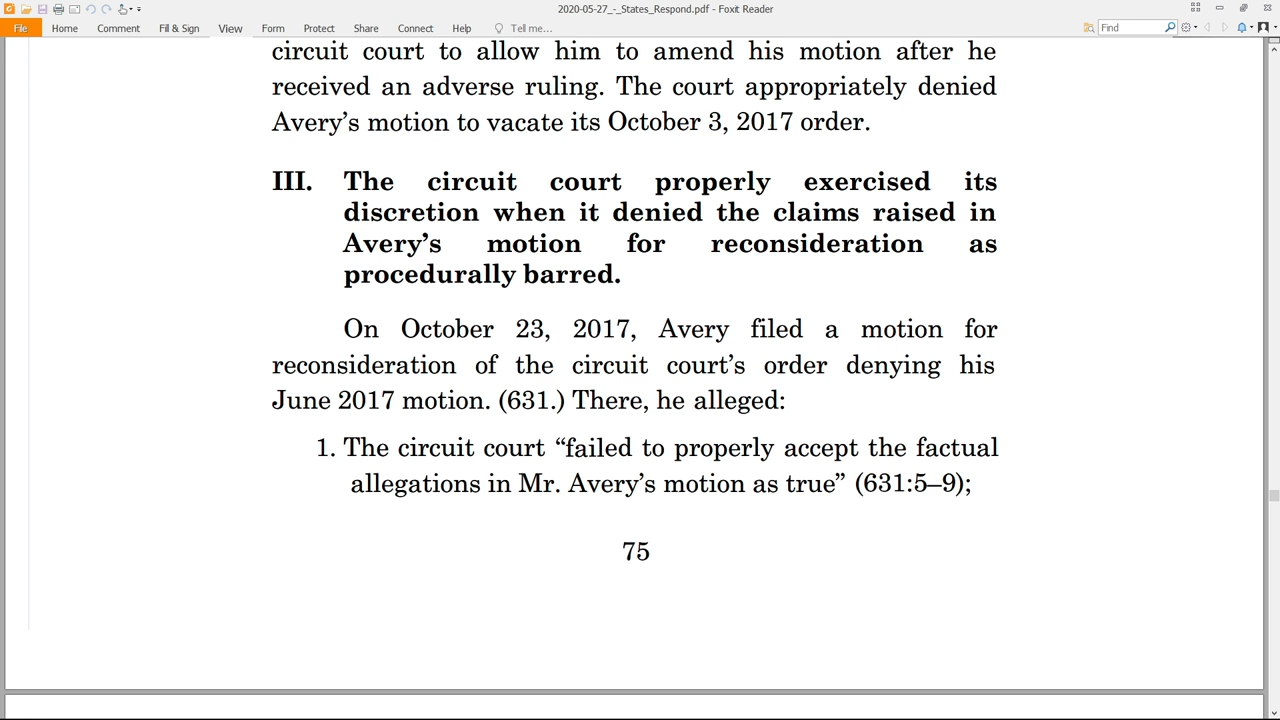 2020-05-27_-_States_Respond.pdf - Foxit Reader
File Home Comment Fill & Sign View Form Protect Share Connect Help Tell me... Find
circuit court to allow him to amend his motion after he
received an adverse ruling. The court appropriately denied
Avery’s motion to vacate its October 3, 2017 order.
III. The circuit court properly exercised its
discretion when it denied the claims raised in
Avery’s motion for reconsideration as
procedurally barred.
On October 23, 2017, Avery filed a motion for
reconsideration of the circuit court’s order denying his
June 2017 motion. (631.) There, he alleged:
1. The circuit court “failed to properly accept the factual
allegations in Mr. Avery’s motion as true” (631:5–9);
75